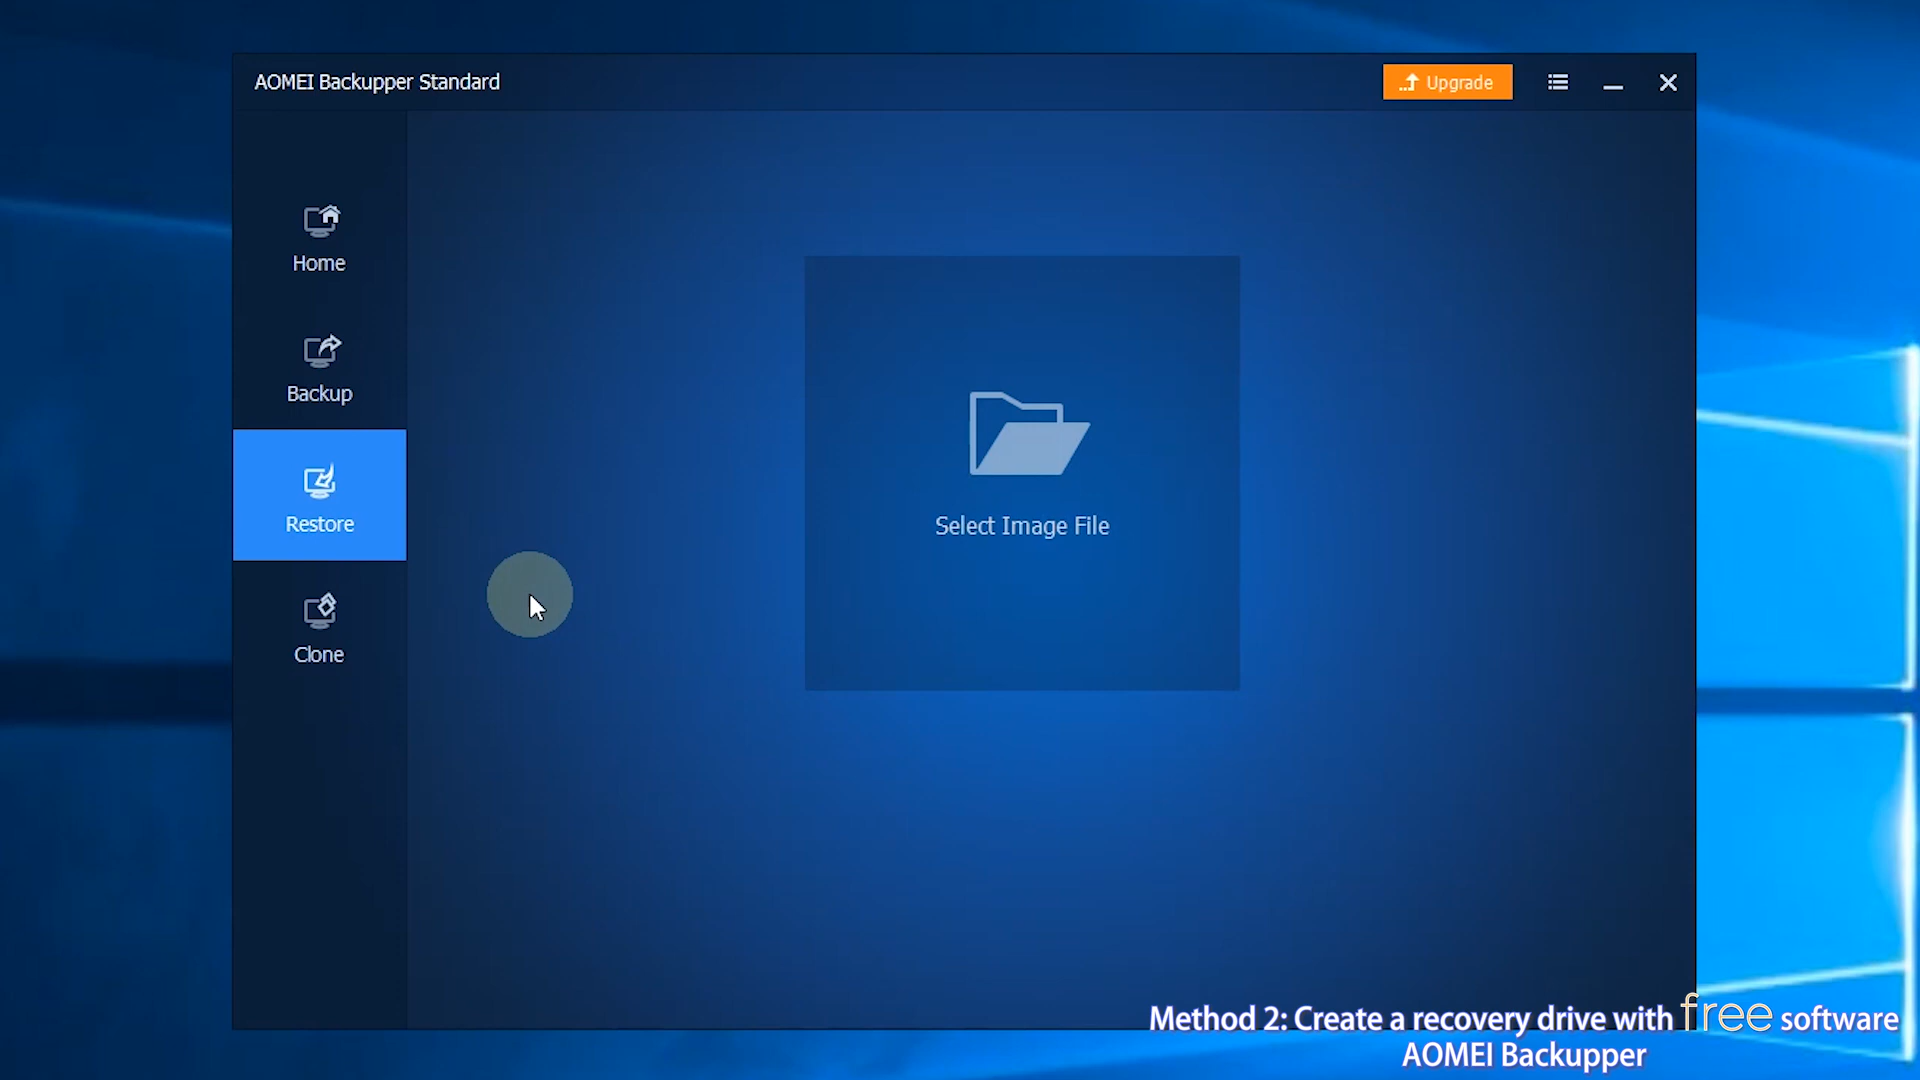 AOMEI Backupper Standard
Upgrade
Home
Backup
Restore
Clone
Select Image File
Method 2: Create a recovery drive with free software
AOMEI Backupper